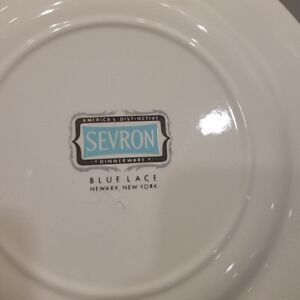 AMERICA'S DISTINCTIVE
SEVRON
• DINNERWARE •
BLUE LACE
NEWARK, NEW YORK